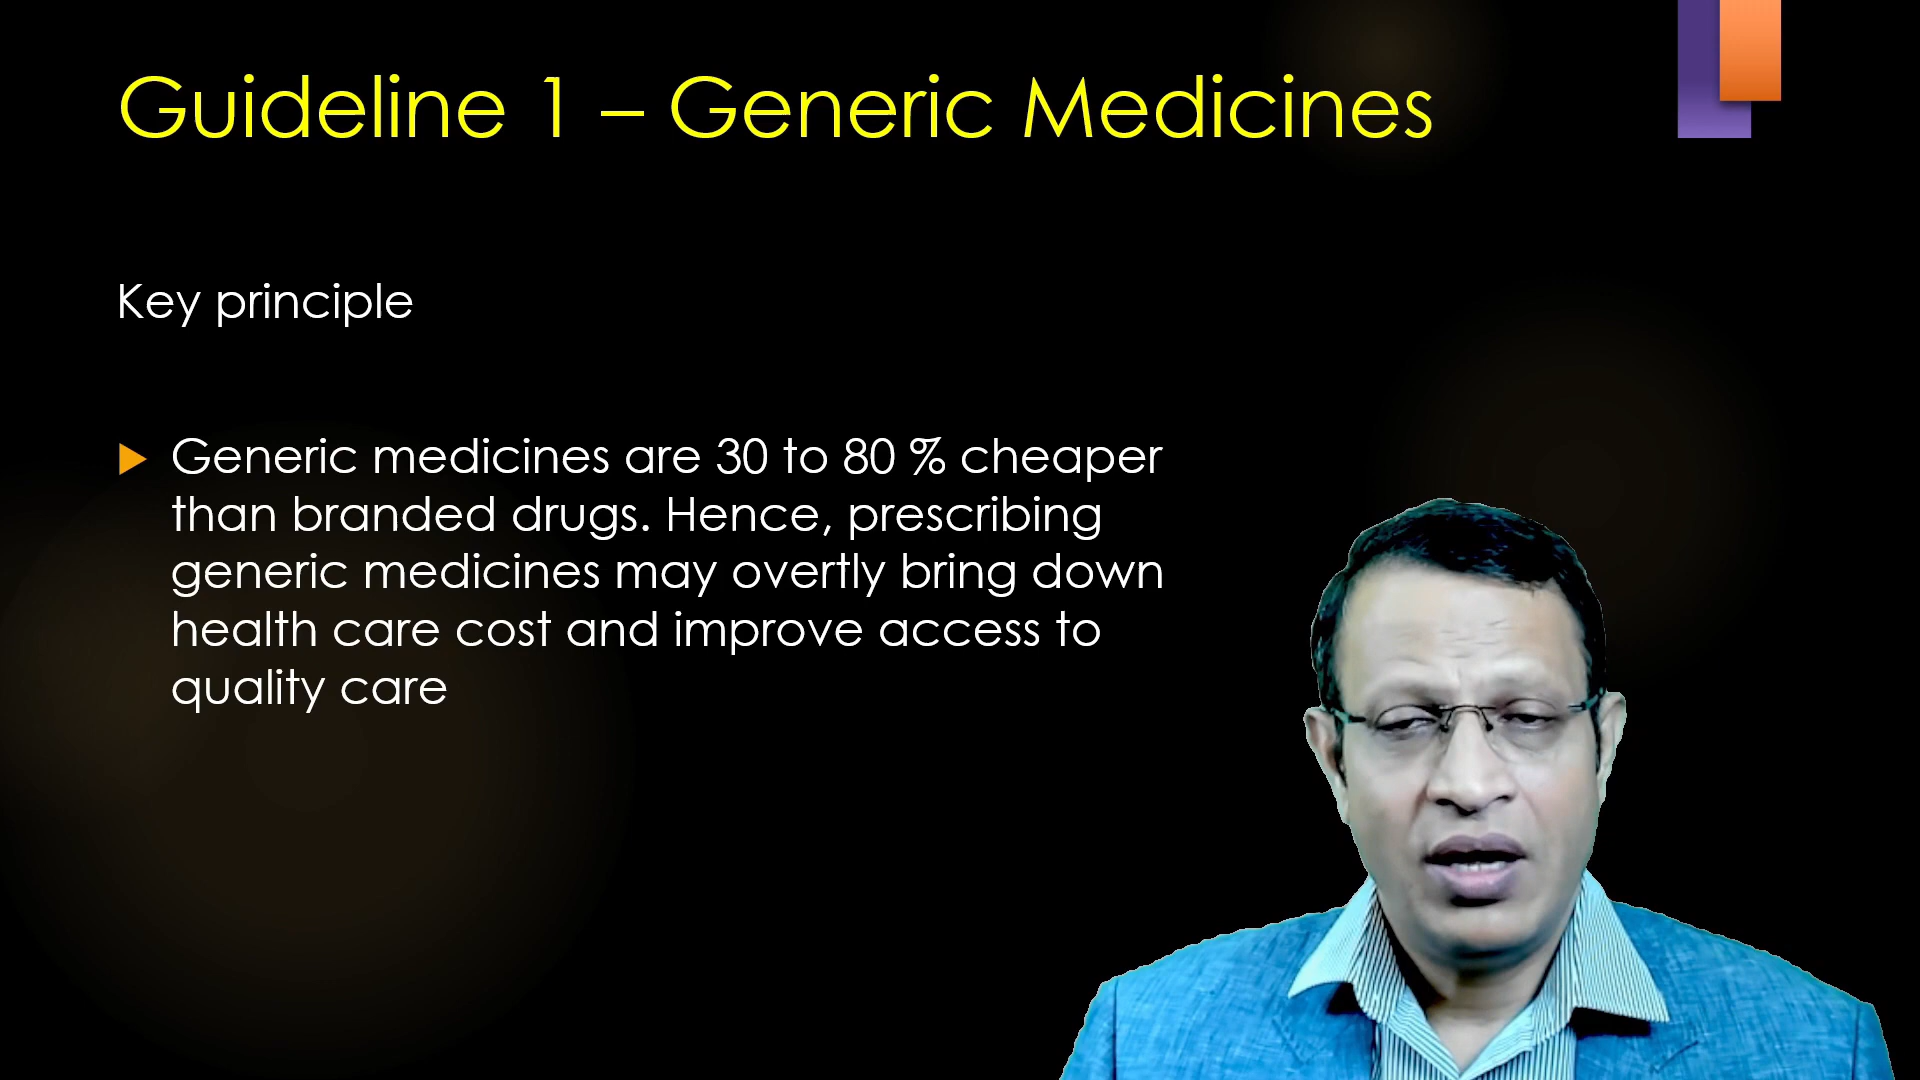 Guideline 1 – Generic Medicines
Key principle
Generic medicines are 30 to 80 % cheaper
than branded drugs. Hence, prescribing
generic medicines may overtly bring down
health care cost and improve access to
quality care